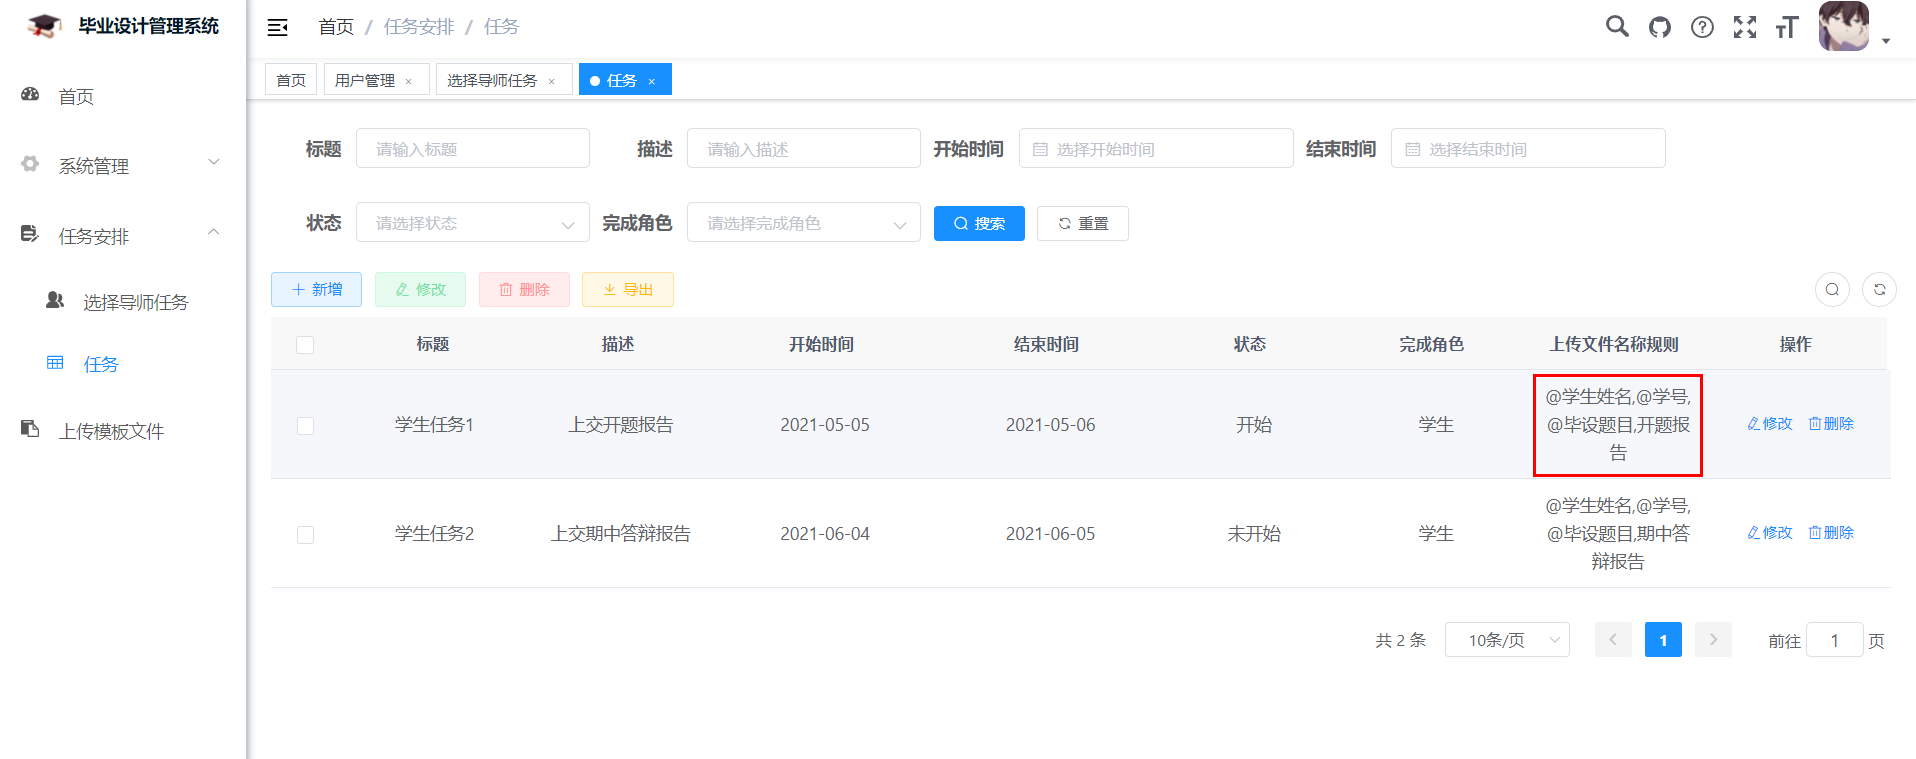 毕业设计管理系统
首页 / 任务安排 / 任务
首页 用户管理 × 选择导师任务 × 任务 ×
首页
系统管理
任务安排
选择导师任务
任务
上传模板文件
标题 请输入标题 描述 请输入描述 开始时间 选择开始时间 结束时间 选择结束时间
状态 请选择状态 完成角色 请选择完成角色 搜索 重置
新增 修改 删除 导出
标题 描述 开始时间 结束时间 状态 完成角色 上传文件名称规则 操作
学生任务1 上交开题报告 2021-05-05 2021-05-06 开始 学生
@学生姓名,@学号,
@毕设题目,开题报
告
修改 删除
学生任务2 上交期中答辩报告 2021-06-04 2021-06-05 未开始 学生
@学生姓名,@学号,
@毕设题目,期中答
辩报告
修改 删除
共 2 条 10条/页 1 前往 1 页